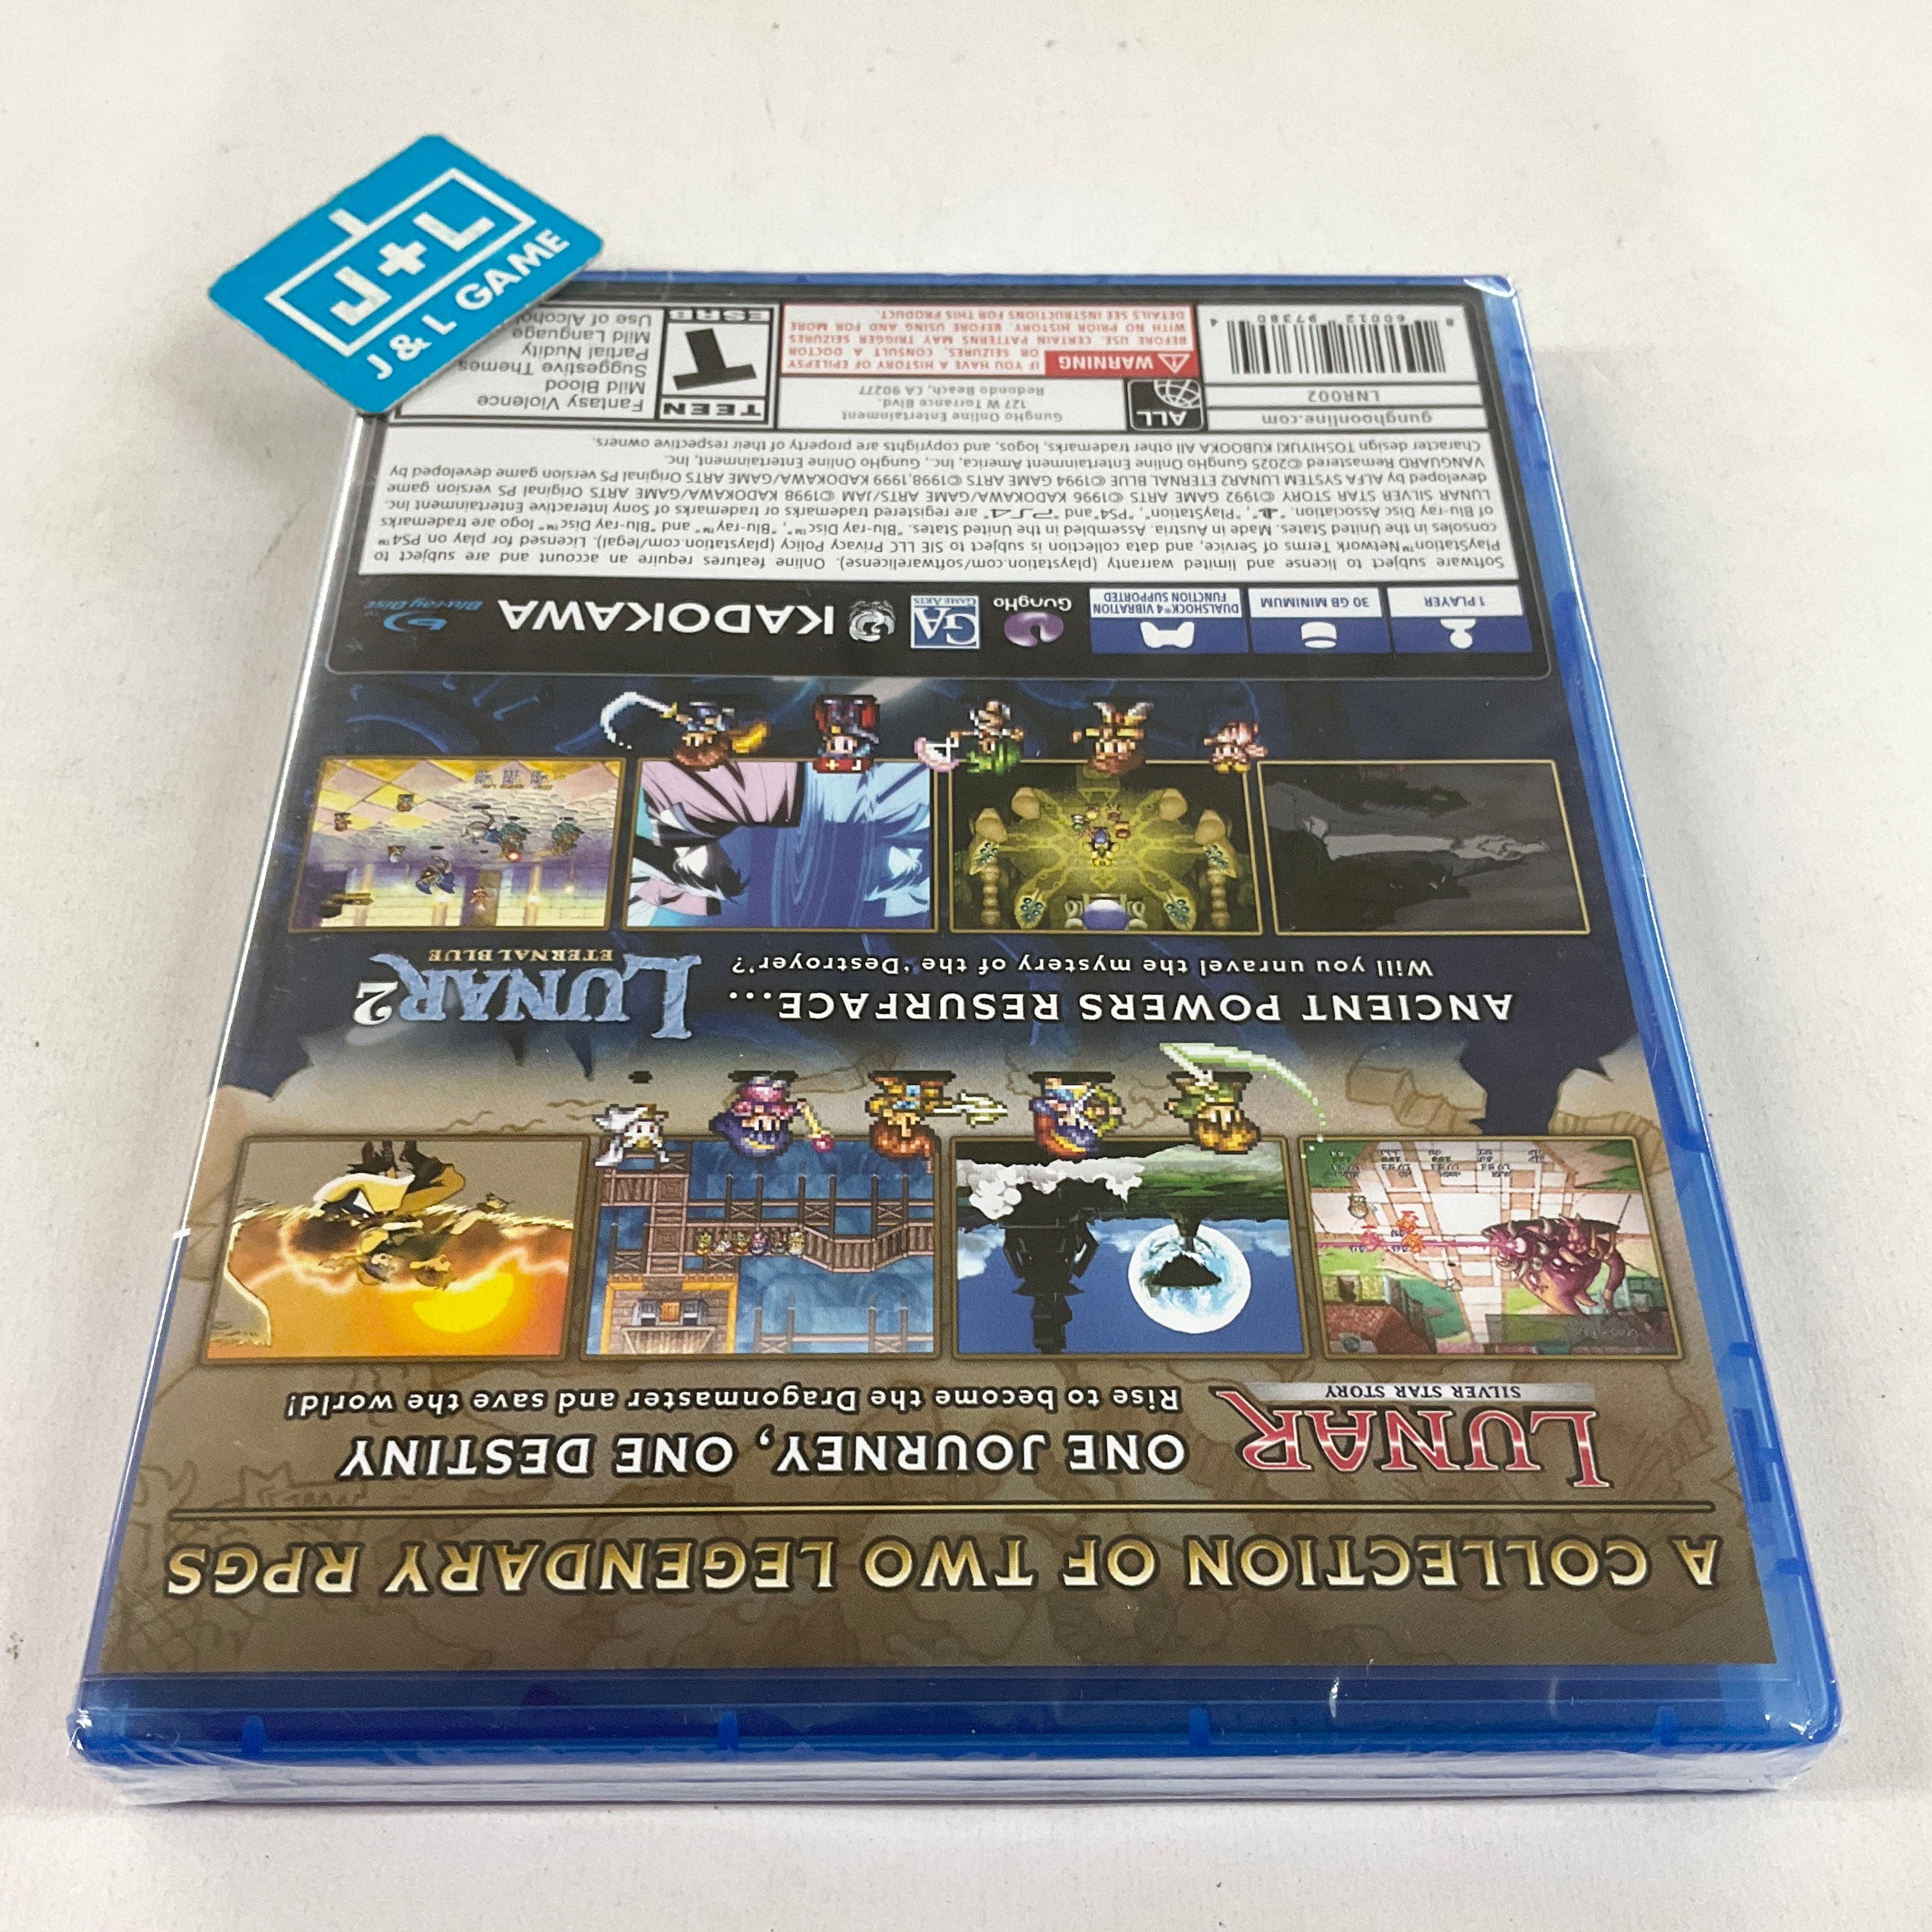 J+L
J & L GAME
A COLLECTION OF TWO LEGENDARY RPGS
LUNAR
SILVER STAR STORY
ONE JOURNEY, ONE DESTINY
Rise to become the Dragonmaster and save the world!
ANCIENT POWERS RESURFACE...
Will you unravel the mystery of the 'Destroyer'?
LUNAR2
ETERNAL BLUE
1 PLAYER
30 GB MINIMUM
DUALSHOCK®4 VIBRATION
FUNCTION SUPPORTED
GungHo
GA
GAME ARTS
KADOKAWA
Blu-ray Disc
Software subject to license and limited warranty (playstation.com/softwarelicense). Online features require an account and are subject to
PlayStation™Network Terms of Service, and data collection is subject to SIE LLC Privacy Policy (playstation.com/legal). Licensed for play on PS4™
consoles in the United States. Made in Austria. Assembled in the United States. "Blu-ray Disc™", "Blu-ray™" and "Blu-ray Disc™" logo are trademarks
of Blu-ray Disc Association. "PS", "PlayStation", "PS4" and "PS4" are registered trademarks or trademarks of Sony Interactive Entertainment Inc.
LUNAR SILVER STAR STORY ©1992 GAME ARTS ©1996 KADOKAWA/GAME ARTS/JAM ©1998 KADOKAWA/GAME ARTS Original PS version game
developed by ALFA SYSTEM LUNAR2 ETERNAL BLUE ©1994 GAME ARTS ©1998,1999 KADOKAWA/GAME ARTS Original PS version game developed by
VANGUARD Remastered ©2025 GungHo Online Entertainment America, Inc., GungHo Online Entertainment, Inc.
Character design TOSHIYUKI KUBOOKA All other trademarks, logos, and copyrights are property of their respective owners.
gunghoonline.com
LNR002
8 60012 97380 4
ALL
GungHo Online Entertainment
127 W Torrance Blvd.
Redondo Beach, CA 90277
WARNING IF YOU HAVE A HISTORY OF EPILEPSY
OR SEIZURES, CONSULT A DOCTOR
BEFORE USE. CERTAIN PATTERNS MAY TRIGGER SEIZURES
WITH NO PRIOR HISTORY. BEFORE USING AND FOR MORE
DETAILS SEE INSTRUCTIONS FOR THIS PRODUCT.
TEEN
T
ESRB
Fantasy Violence
Mild Blood
Suggestive Themes
Partial Nudity
Mild Language
Use of Alcohol